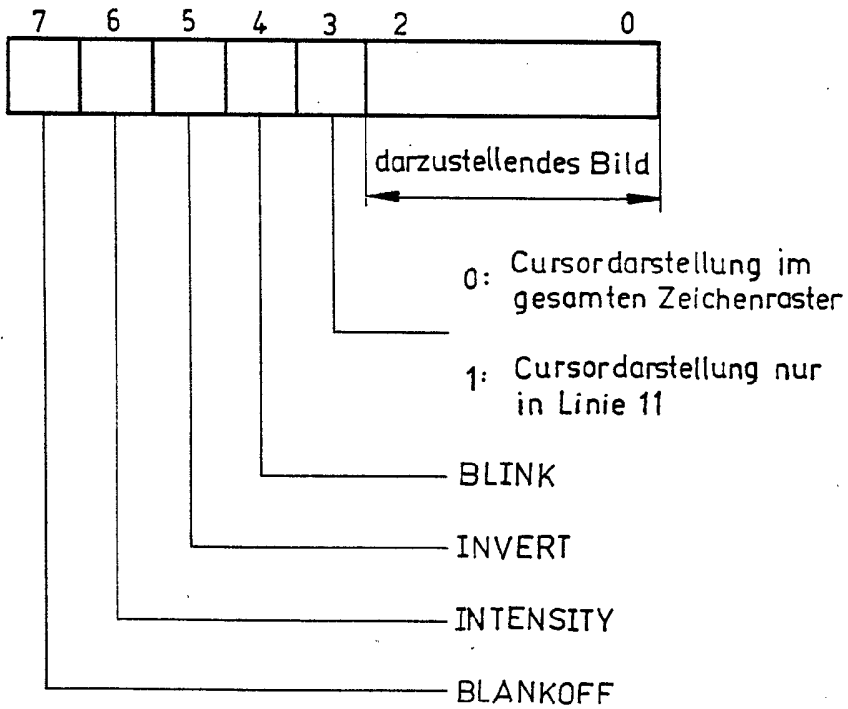 7 6 5 4 3 2 0
darzustellendes Bild
0: Cursordarstellung im
gesamten Zeichenraster
1: Cursordarstellung nur
in Linie 11
BLINK
INVERT
INTENSITY
BLANKOFF